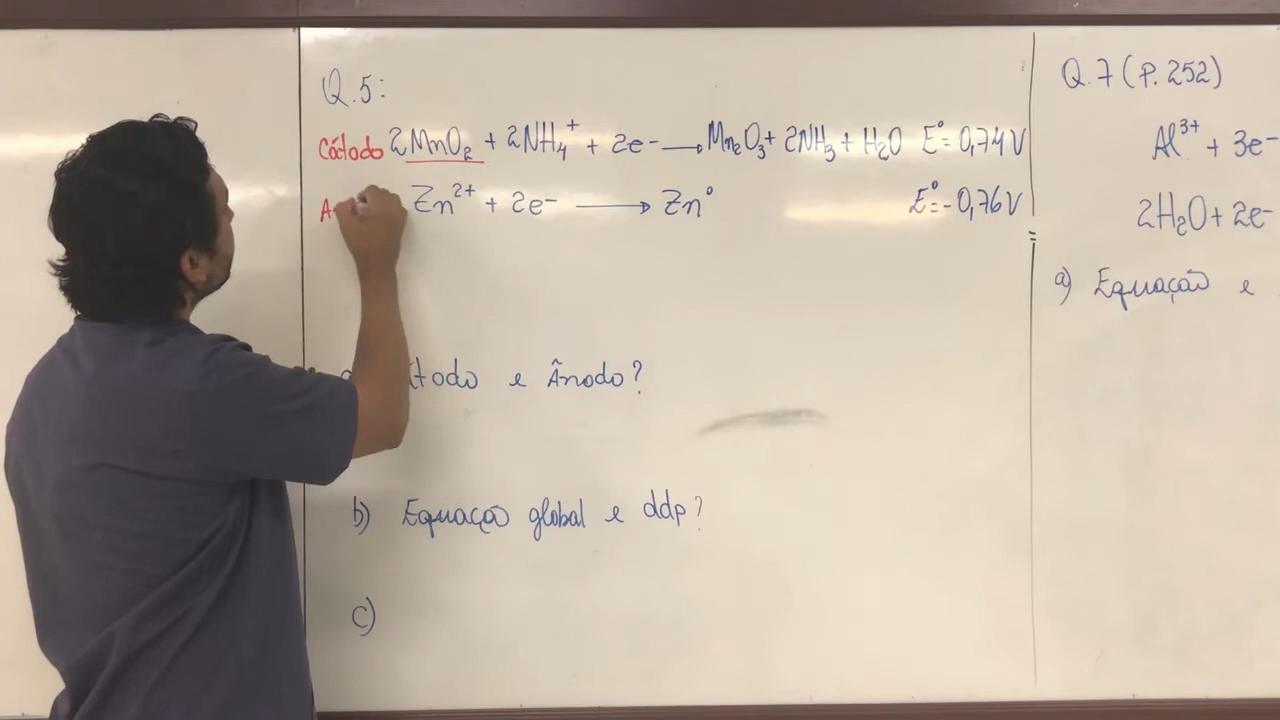 Q.5:
Cátodo 2MnO₂ + 2NH₄⁺ + 2e⁻ → Mn₂O₃ + 2NH₃ + H₂O E° = 0,74V
Zn²⁺ + 2e⁻ → Zn° E° = -0,76V
e Ânodo?
b) Equação global e ddp?
c)
Q.7 (P. 252)
Al³⁺ + 3e⁻
2H₂O + 2e⁻
a) Equação e